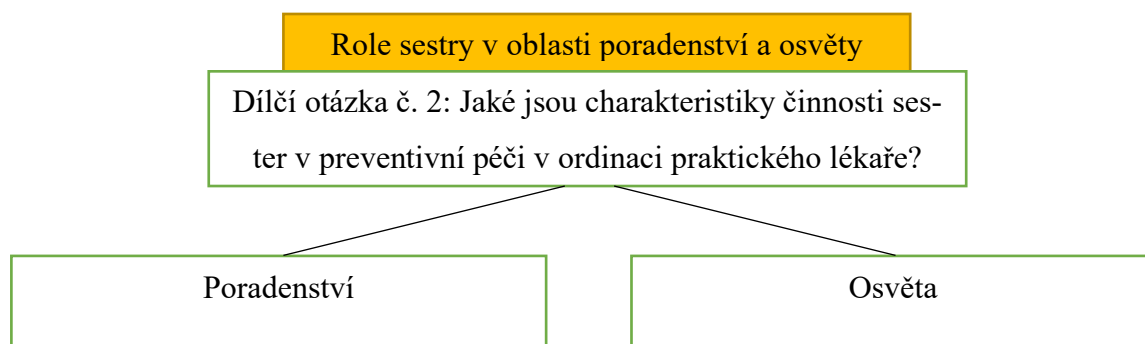 Role sestry v oblasti poradenství a osvěty
Dílčí otázka č. 2: Jaké jsou charakteristiky činnosti ses-
ter v preventivní péči v ordinaci praktického lékaře?
Poradenství
Osvěta